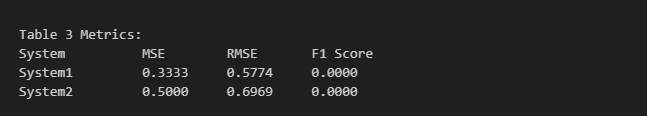 Table 3 Metrics:
System MSE RMSE F1 Score
System1 0.3333 0.5774 0.0000
System2 0.5000 0.6969 0.0000